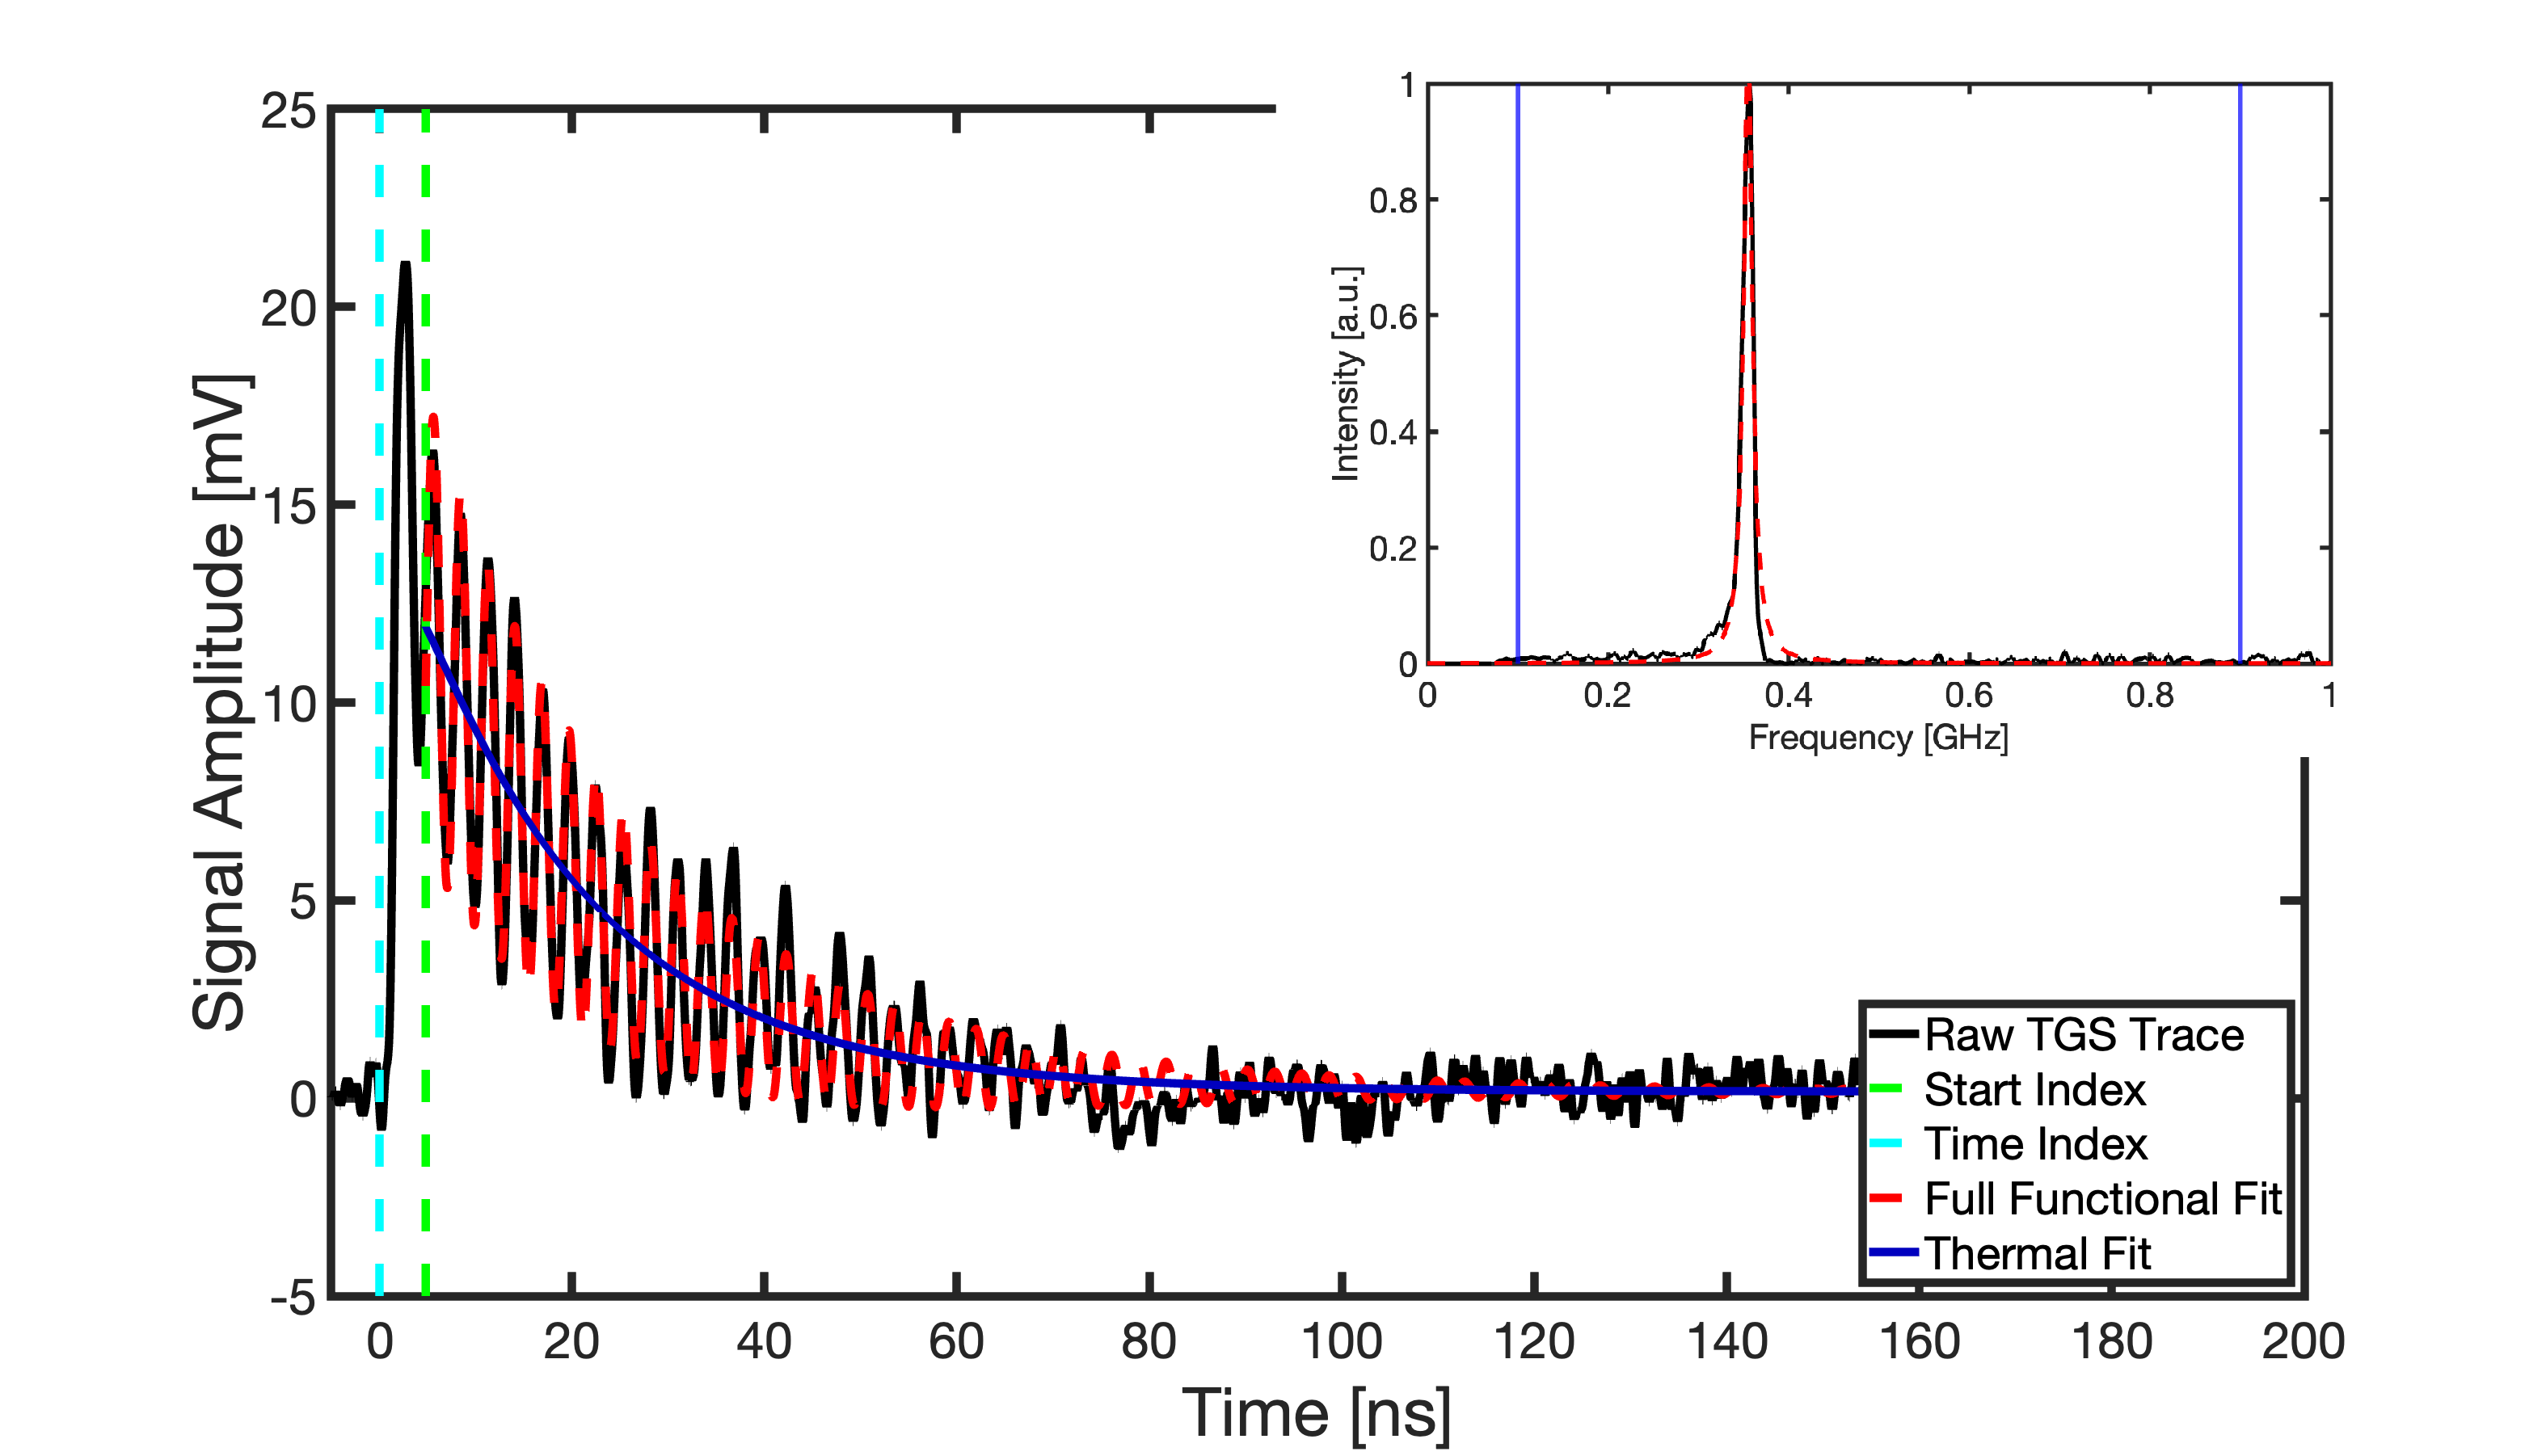 25
20
15
10
5
0
-5
Signal Amplitude [mV]
0 20 40 60 80 100 120 140 160 180 200
Time [ns]
1
0.8
0.6
0.4
0.2
0
Intensity [a.u.]
0 0.2 0.4 0.6 0.8 1
Frequency [GHz]
Raw TGS Trace
Start Index
Time Index
Full Functional Fit
Thermal Fit